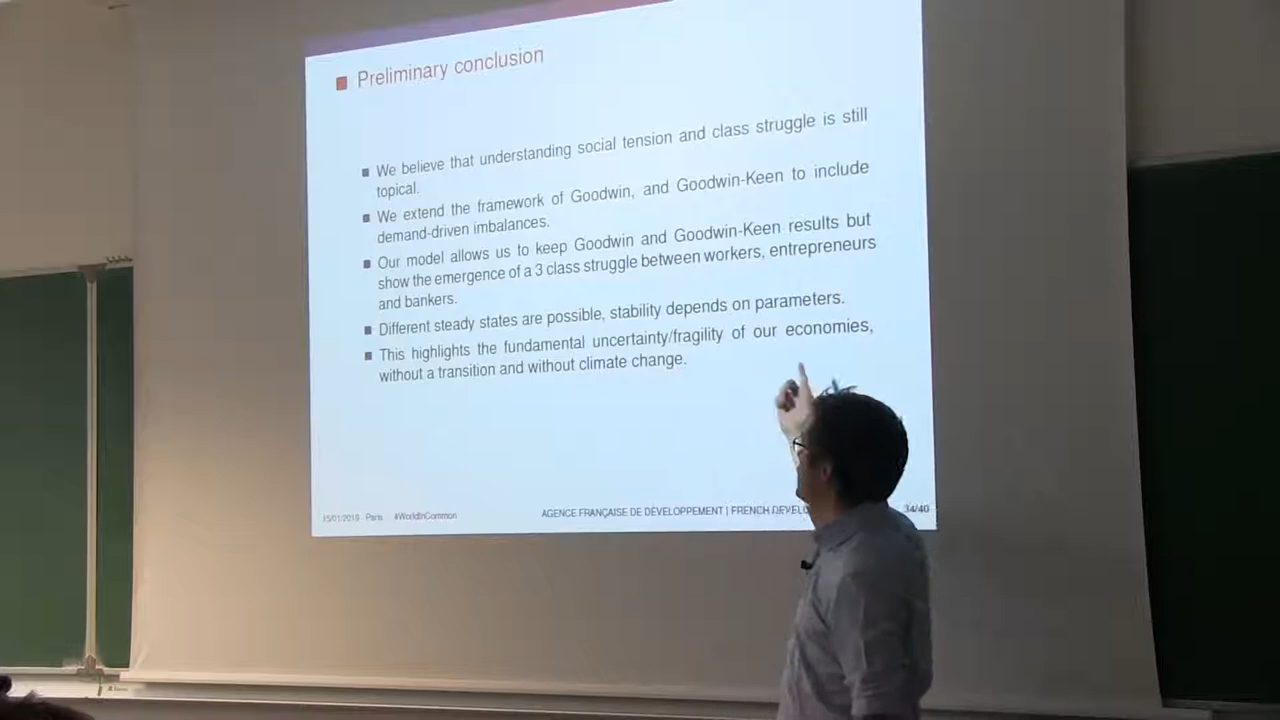 Preliminary conclusion
We believe that understanding social tension and class struggle is still
topical.
We extend the framework of Goodwin, and Goodwin-Keen to include
demand-driven imbalances.
Our model allows us to keep Goodwin and Goodwin-Keen results but
show the emergence of a 3 class struggle between workers, entrepreneurs
and bankers.
Different steady states are possible, stability depends on parameters.
This highlights the fundamental uncertainty/fragility of our economies,
without a transition and without climate change.
15/01/2019 Paris #WorldInCommon AGENCE FRANÇAISE DE DÉVELOPPEMENT | FRENCH 34/40